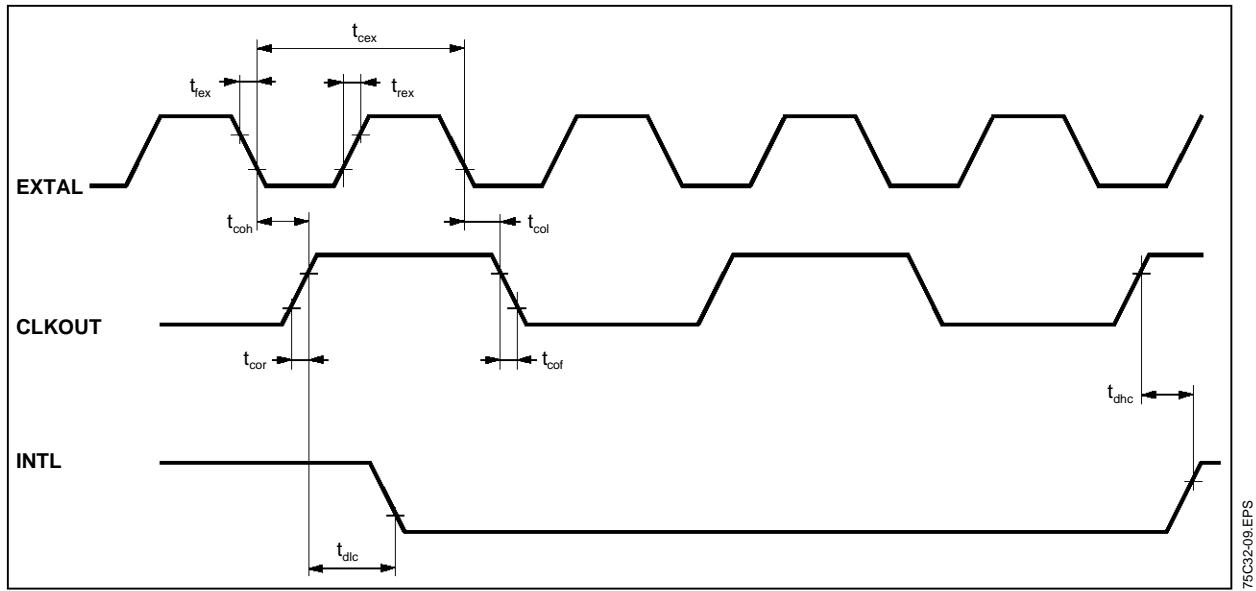 tcex
tfex
trex
EXTAL
tcoh
tcol
CLKOUT
tcor
tcof
tdhc
INTL
tdlc
75C32-09.EPS